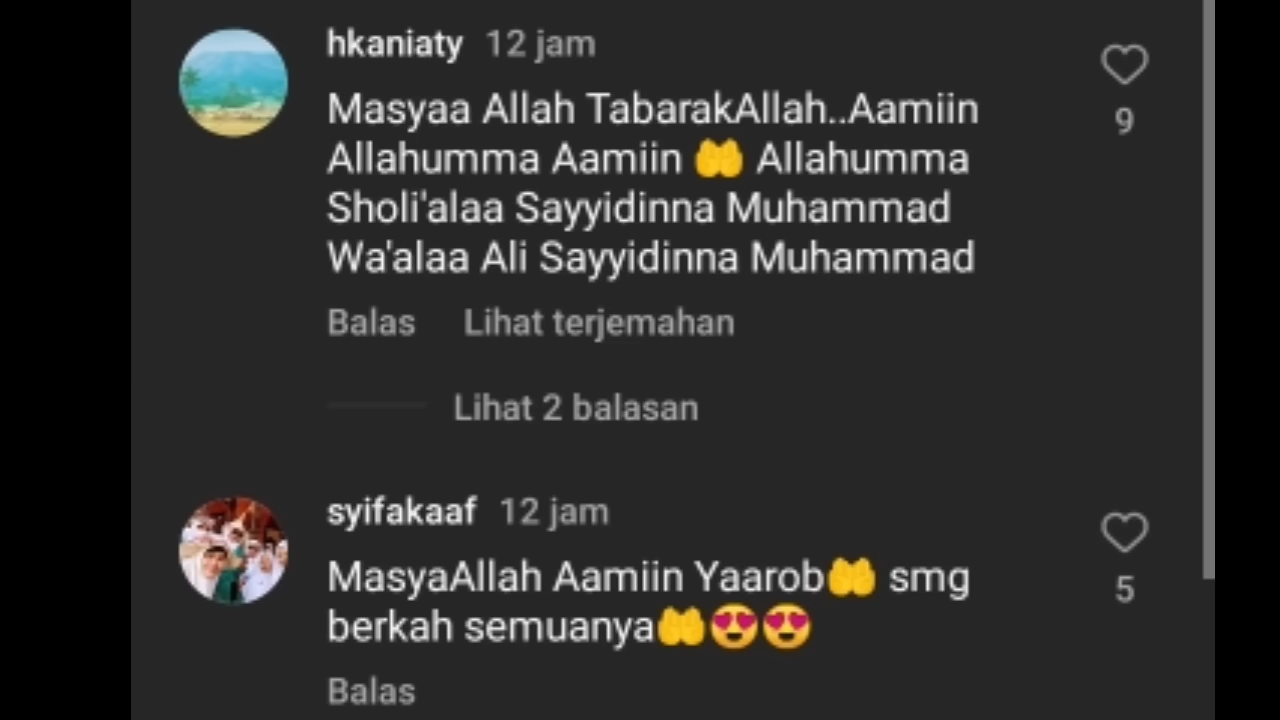 hkaniaty 12 jam
Masyaa Allah TabarakAllah..Aamiin
Allahumma Aamiin 🤲 Allahumma
Sholi'alaa Sayyidinna Muhammad
Wa'alaa Ali Sayyidinna Muhammad
9
Balas Lihat terjemahan
Lihat 2 balasan
syifakaaf 12 jam
MasyaAllah Aamiin Yaarob🤲 smg
berkah semuanya🤲😍😍
5
Balas